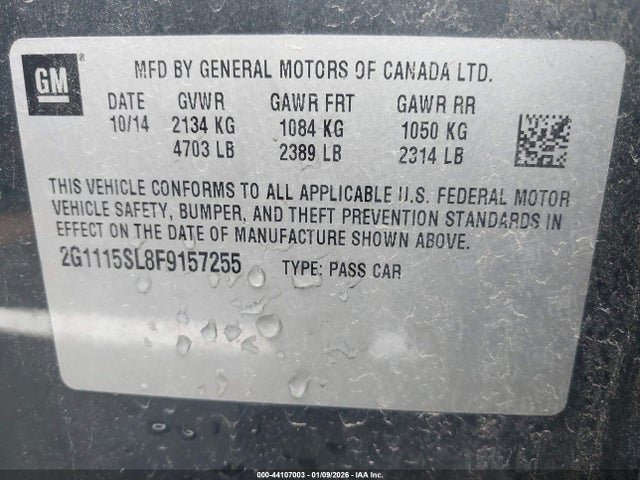 GM
MFD BY GENERAL MOTORS OF CANADA LTD.
DATE GVWR GAWR FRT GAWR RR
10/14 2134 KG 1084 KG 1050 KG
4703 LB 2389 LB 2314 LB
THIS VEHICLE CONFORMS TO ALL APPLICABLE U.S. FEDERAL MOTOR
VEHICLE SAFETY, BUMPER, AND THEFT PREVENTION STANDARDS IN
EFFECT ON THE DATE OF MANUFACTURE SHOWN ABOVE.
2G1115SL8F9157255 TYPE: PASS CAR
000-44107003 - 01/09/2026 - IAA Inc.